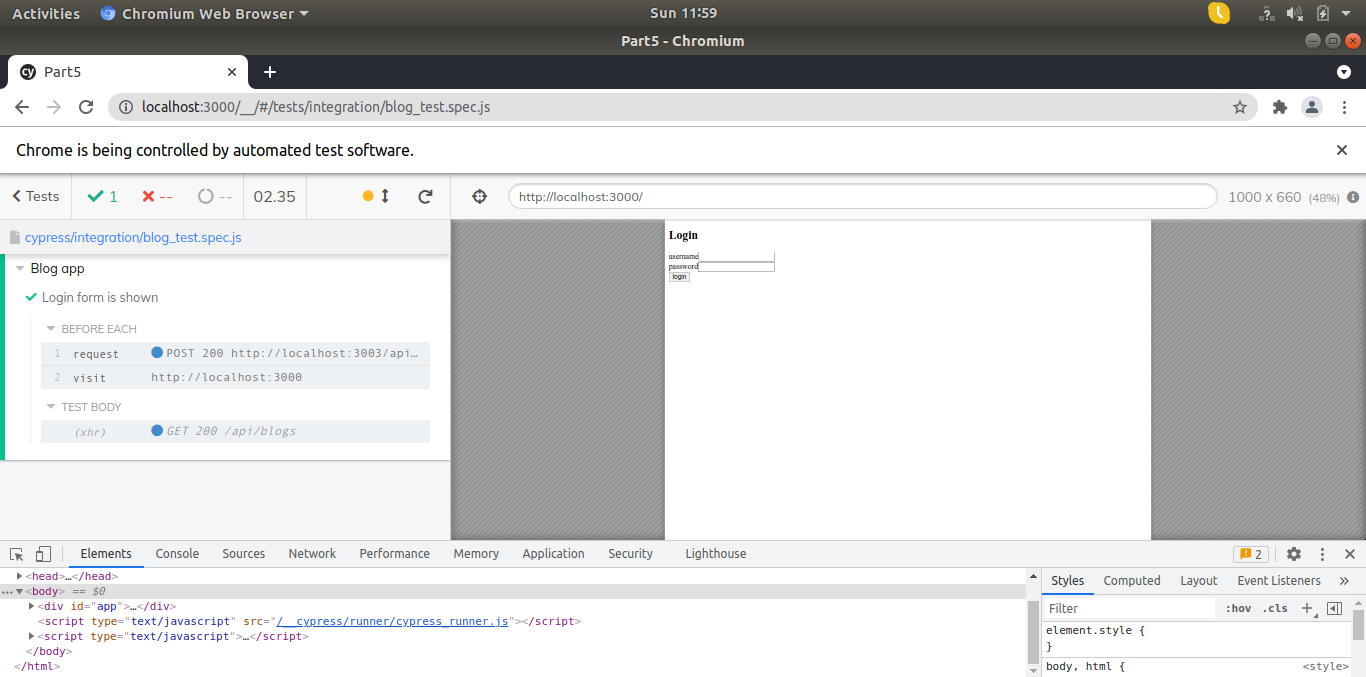 Activities Chromium Web Browser Sun 11:59
Part5 - Chromium
Part5
localhost:3000/__/#/tests/integration/blog_test.spec.js
Chrome is being controlled by automated test software.
Tests 1 -- -- 02.35 http://localhost:3000/ 1000 x 660 (48%)
cypress/integration/blog_test.spec.js
Blog app
Login form is shown
BEFORE EACH
1 request POST 200 http://localhost:3003/api…
2 visit http://localhost:3000
TEST BODY
(xhr) GET 200 /api/blogs
Login
username
password
login
Elements Console Sources Network Performance Memory Application Security Lighthouse 2
<head>…</head>
<body> == $0
<div id="app">…</div>
<script type="text/javascript" src="/__cypress/runner/cypress_runner.js"></script>
<script type="text/javascript">…</script>
</body>
</html>
Styles Computed Layout Event Listeners »
Filter :hov .cls +
element.style {
}
body, html { <style>